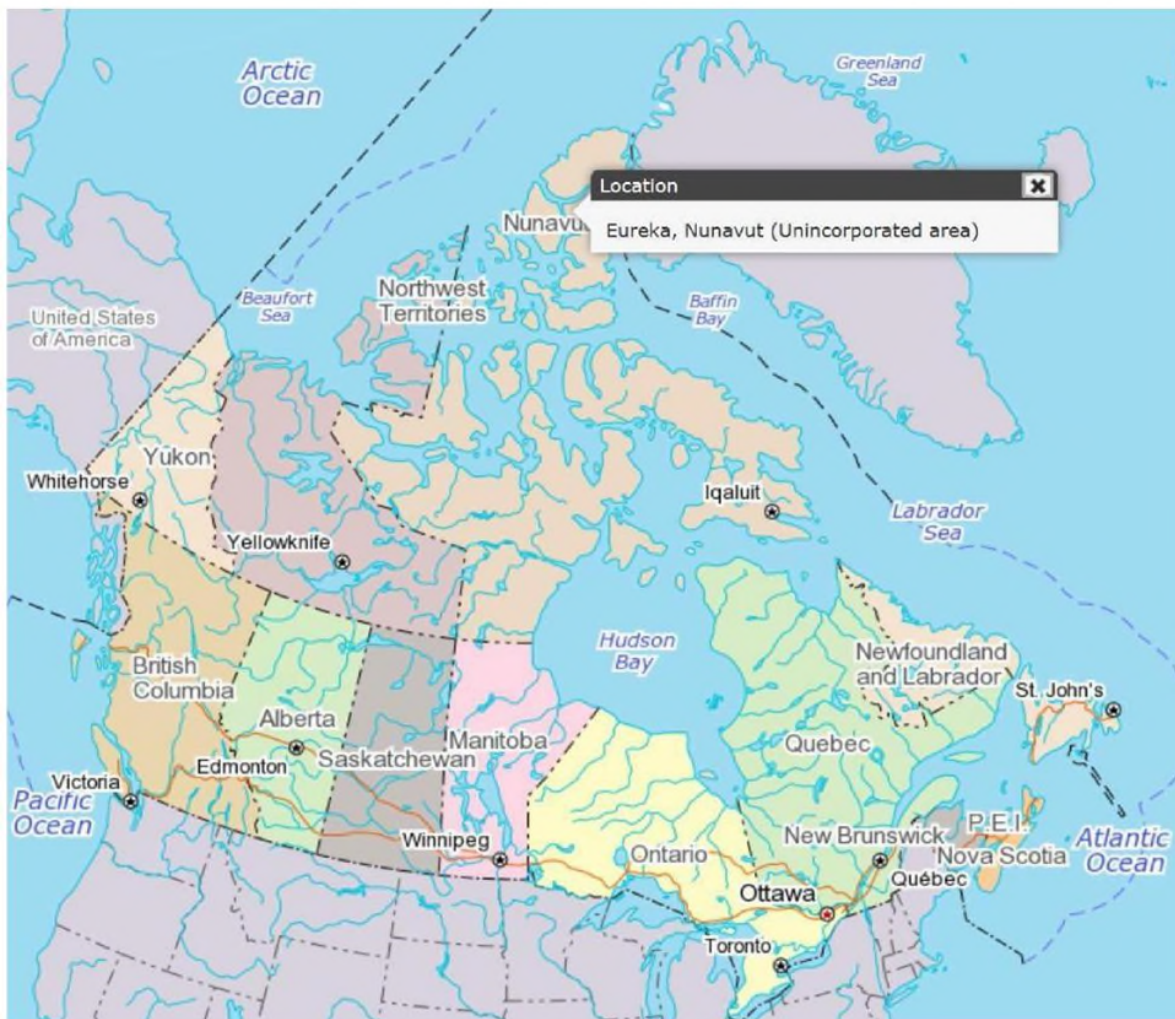 Arctic
Ocean
Greenland
Sea
Location
Nunavu
Eureka, Nunavut (Unincorporated area)
Beaufort
Sea
Northwest
Territories
Baffin
Bay
United States
of America
Yukon
Whitehorse
Iqaluit
Labrador
Sea
Yellowknife
Hudson
Bay
British
Columbia
Newfoundland
and Labrador
St. John's
Alberta
Manitoba
Quebec
Edmonton
Saskatchewan
Victoria
Pacific
Ocean
Winnipeg
Ontario
New Brunswick
P.E.I.
Nova Scotia
Atlantic
Ocean
Québec
Ottawa
Toronto